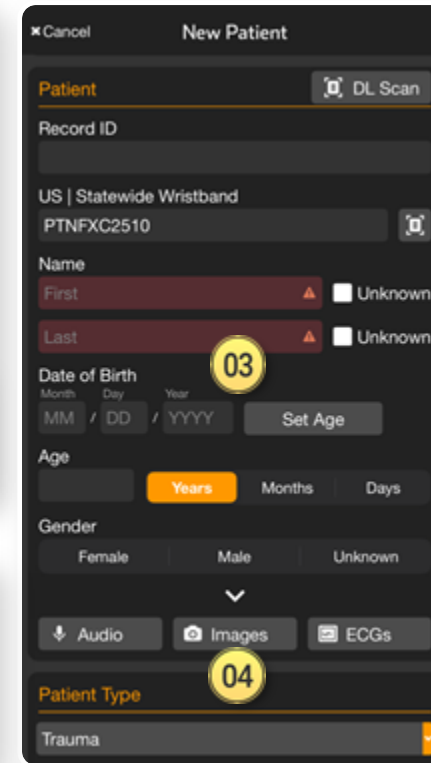 ×Cancel New Patient
Patient DL Scan
Record ID
US | Statewide Wristband
PTNFXC2510
Name
First Unknown
Last Unknown
03
Date of Birth
Month Day Year
MM / DD / YYYY Set Age
Age
Years Months Days
Gender
Female Male Unknown
Audio Images ECGs
04
Patient Type
Trauma